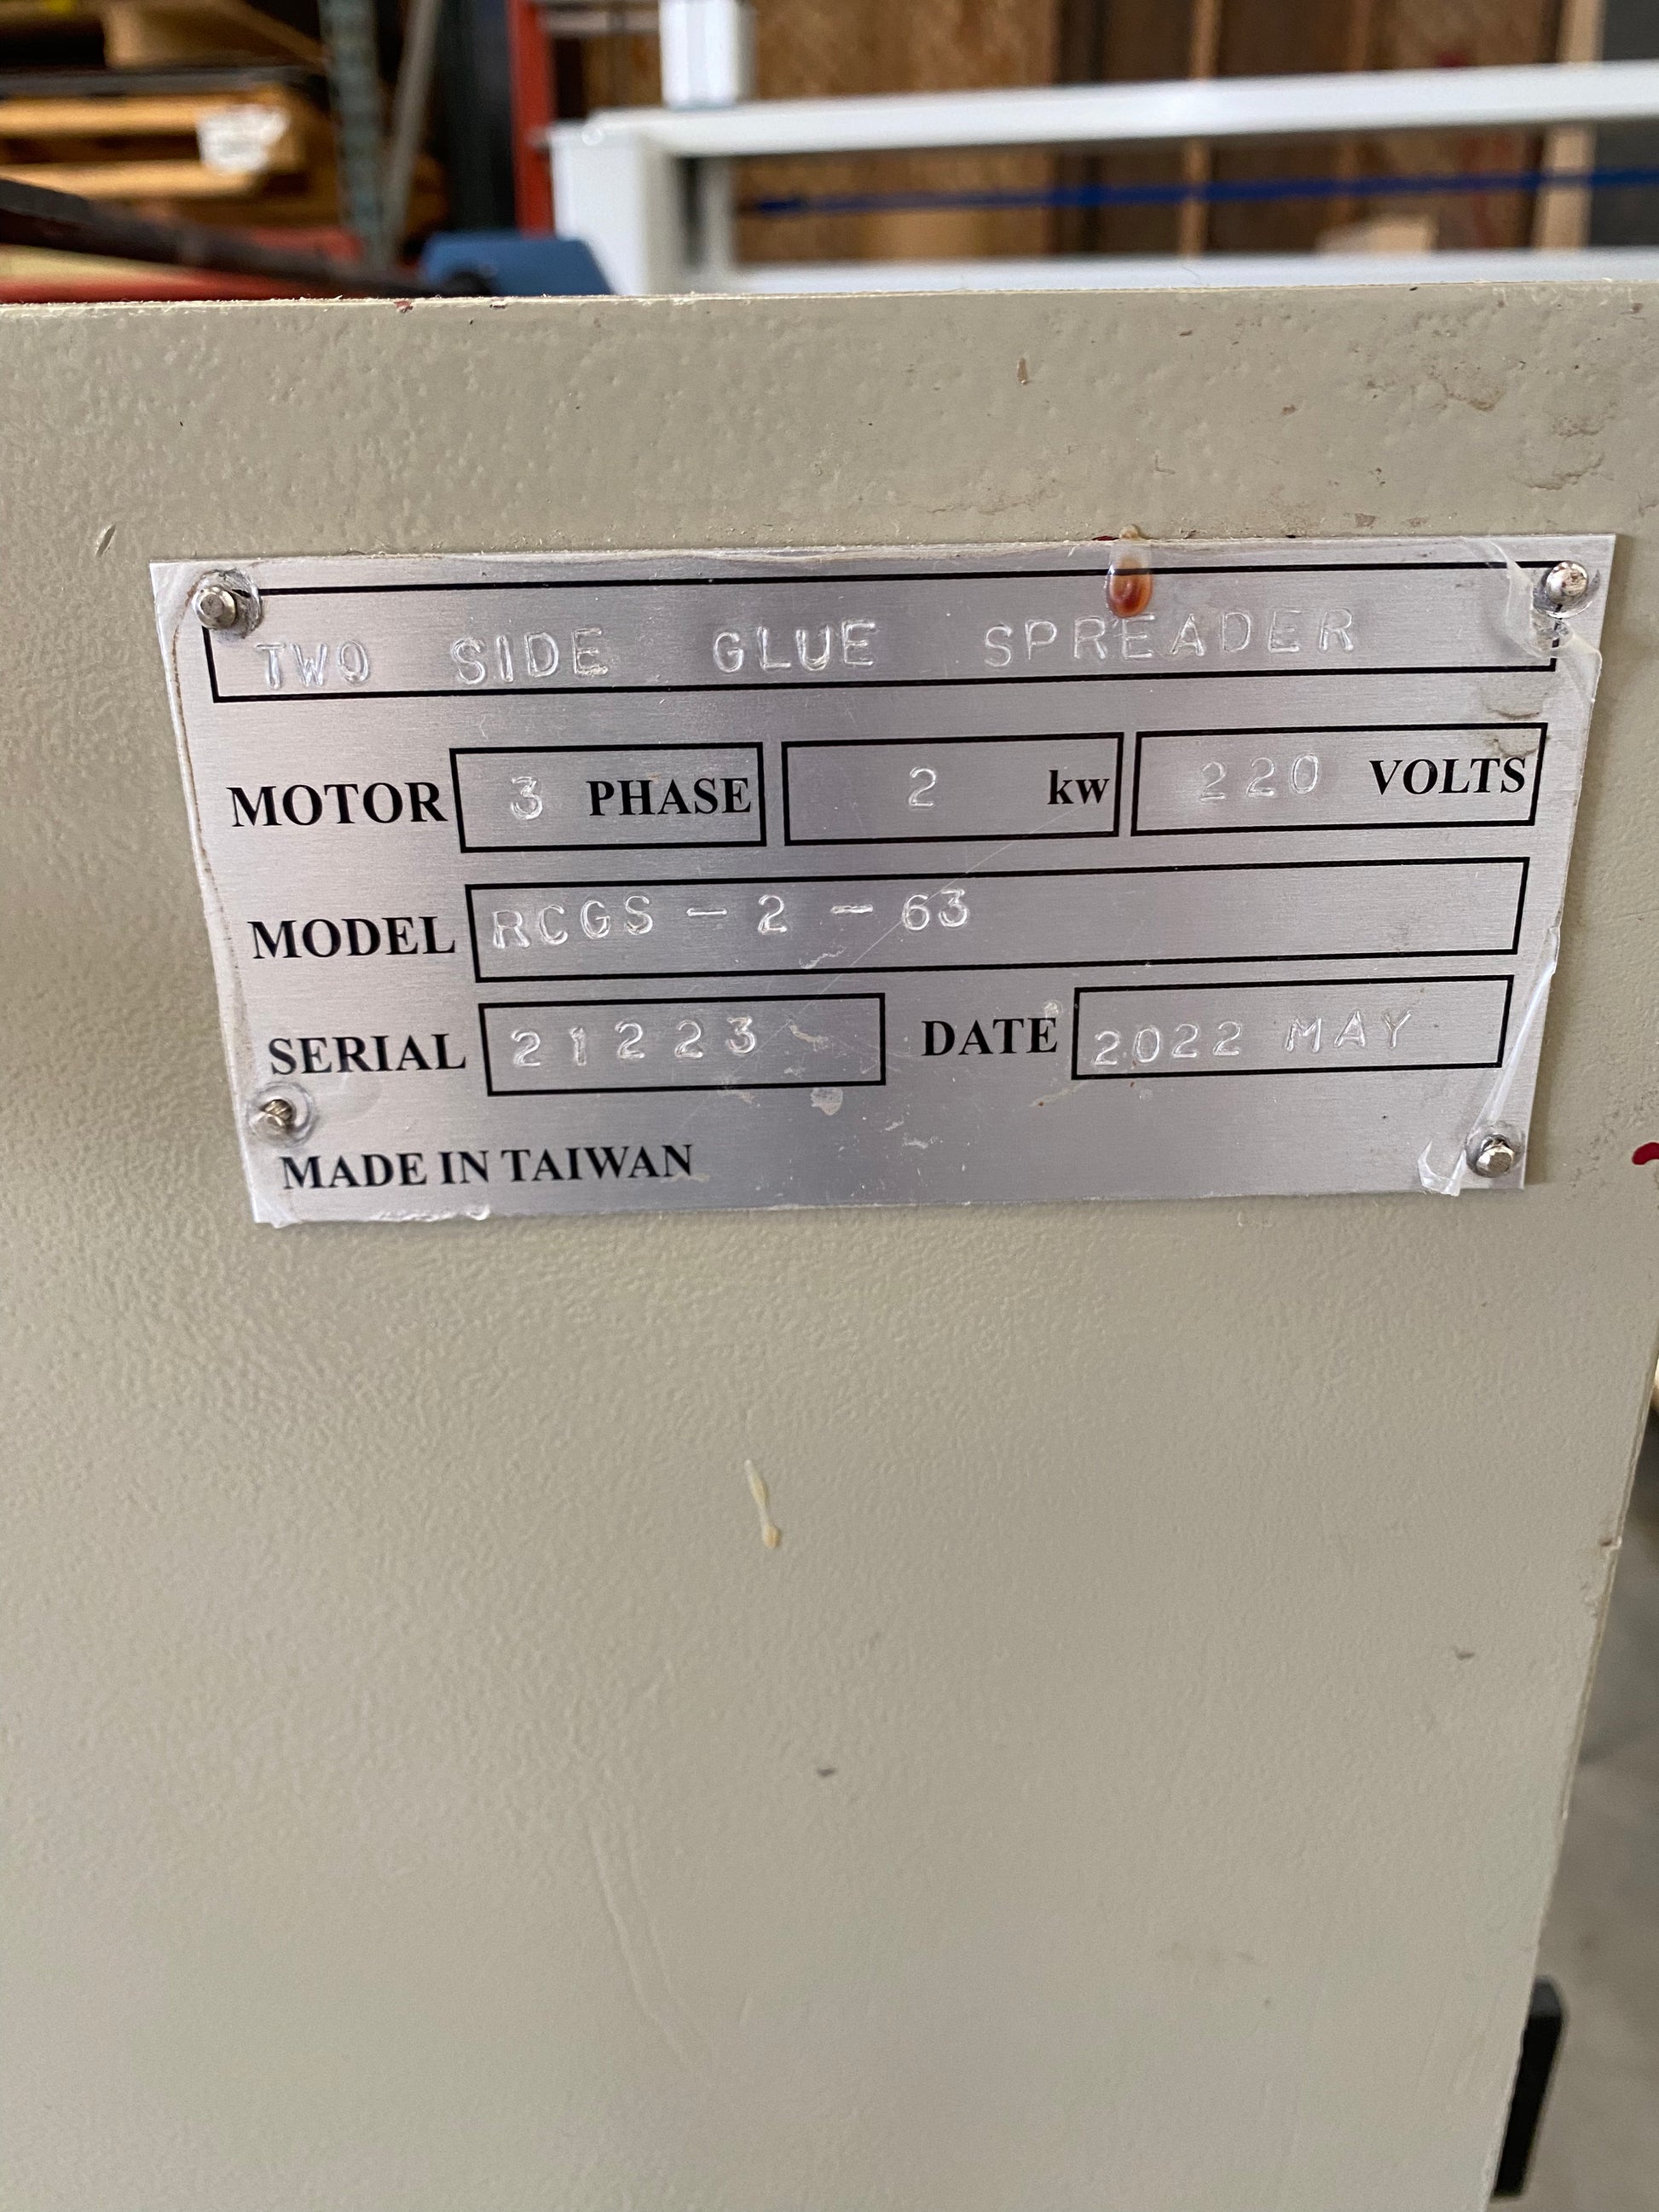 TWO SIDE GLUE SPREADER
MOTOR 3 PHASE 2 kw 220 VOLTS
MODEL RCGS - 2 - 63
SERIAL 21223 DATE 2022 MAY
MADE IN TAIWAN